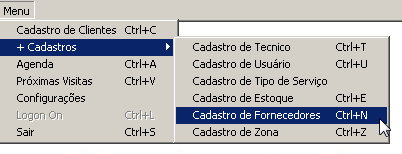 Menu
Cadastro de Clientes Ctrl+C
+ Cadastros
Agenda Ctrl+A
Próximas Visitas Ctrl+V
Configurações
Logon On Ctrl+L
Sair Ctrl+S
Cadastro de Tecnico Ctrl+T
Cadastro de Usuário Ctrl+U
Cadastro de Tipo de Serviço
Cadastro de Estoque Ctrl+E
Cadastro de Fornecedores Ctrl+N
Cadastro de Zona Ctrl+Z